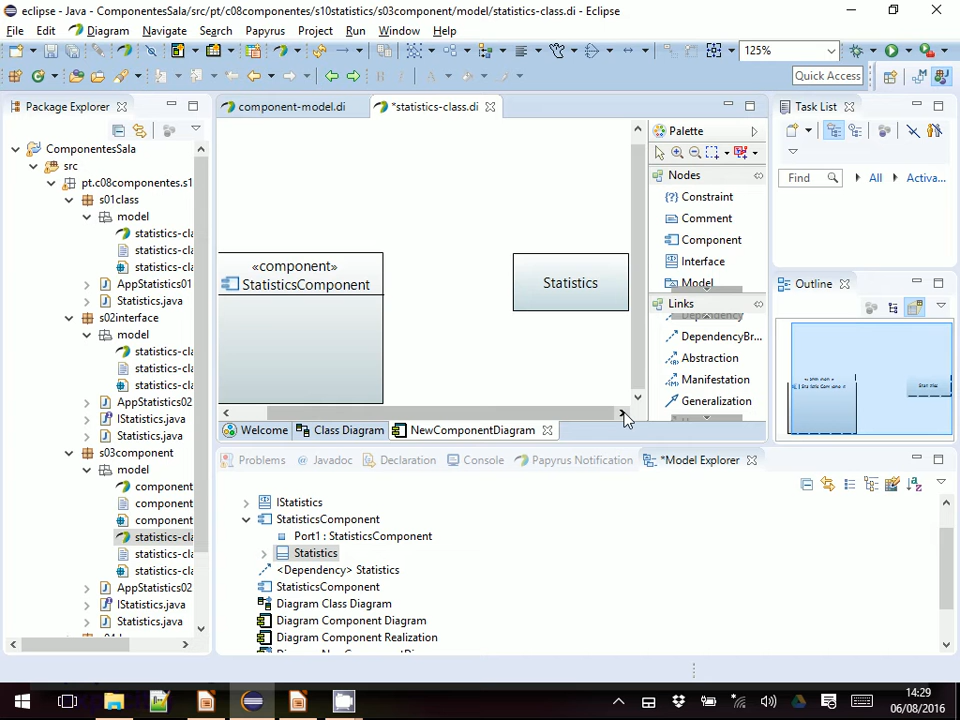 eclipse - Java - ComponentesSala/src/pt/c08componentes/s10statistics/s03component/model/statistics-class.di - Eclipse
File Edit Diagram Navigate Search Papyrus Project Run Window Help
125%
Quick Access
Package Explorer
component-model.di
*statistics-class.di
Palette
Task List
ComponentesSala
src
pt.c08componentes.s1
s01class
model
statistics-cla
statistics-cla
statistics-cla
AppStatistics01
Statistics.java
s02interface
model
statistics-cla
statistics-cla
statistics-cla
AppStatistics02
IStatistics.java
Statistics.java
s03component
model
component
component
component
statistics-cla
statistics-cla
statistics-cla
AppStatistics02
IStatistics.java
Statistics.java
«component»
StatisticsComponent
Statistics
Nodes
Constraint
Comment
Component
Interface
Model
Links
Dependency
DependencyBr...
Abstraction
Manifestation
Generalization
Find All Activa...
Outline
Welcome
Class Diagram
NewComponentDiagram
Problems
Javadoc
Declaration
Console
Papyrus Notification
*Model Explorer
IStatistics
StatisticsComponent
Port1 : StatisticsComponent
Statistics
<Dependency> Statistics
StatisticsComponent
Diagram Class Diagram
Diagram Component Diagram
Diagram Component Realization
14:29
06/08/2016